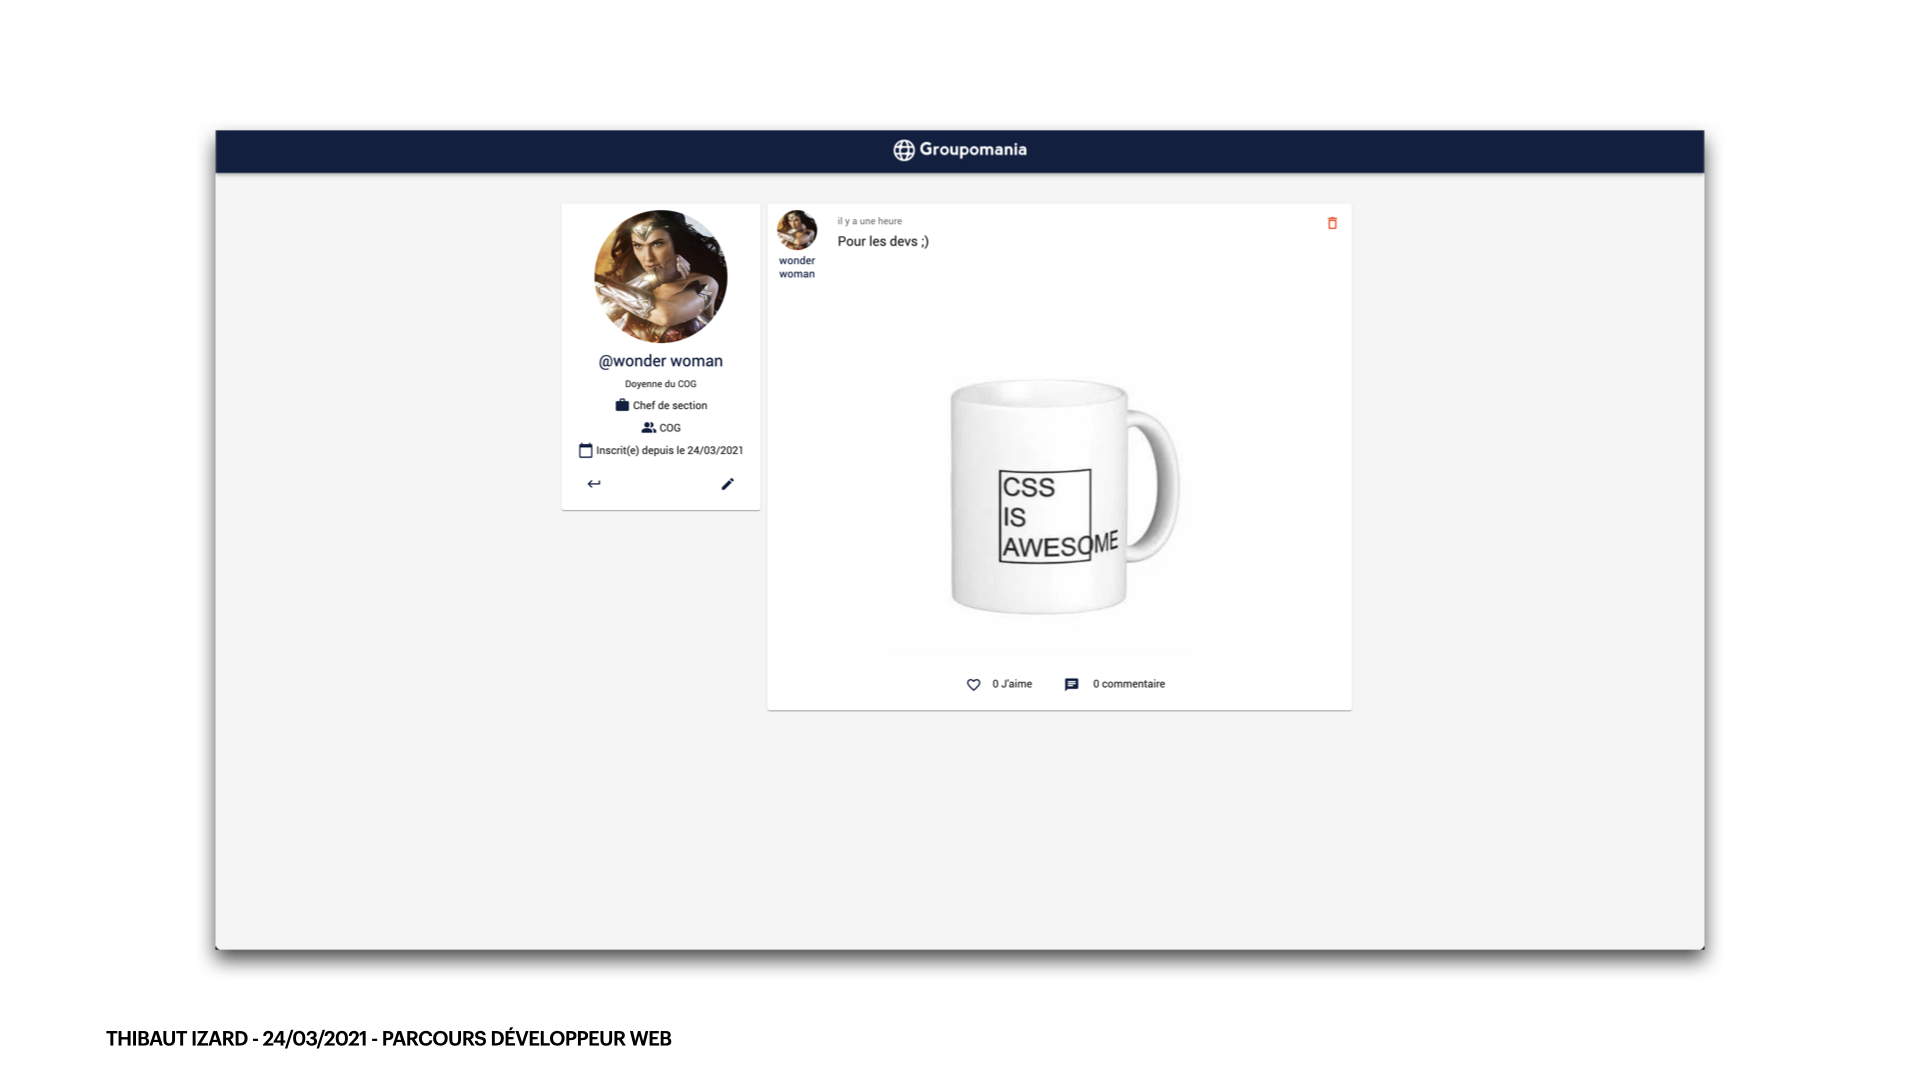 Groupomania
@wonder woman
Doyenne du COG
Chef de section
COG
Inscrit(e) depuis le 24/03/2021
wonder
woman
il y a une heure
Pour les devs ;)
CSS
IS
AWESOME
0 J'aime
0 commentaire
THIBAUT IZARD - 24/03/2021 - PARCOURS DÉVELOPPEUR WEB